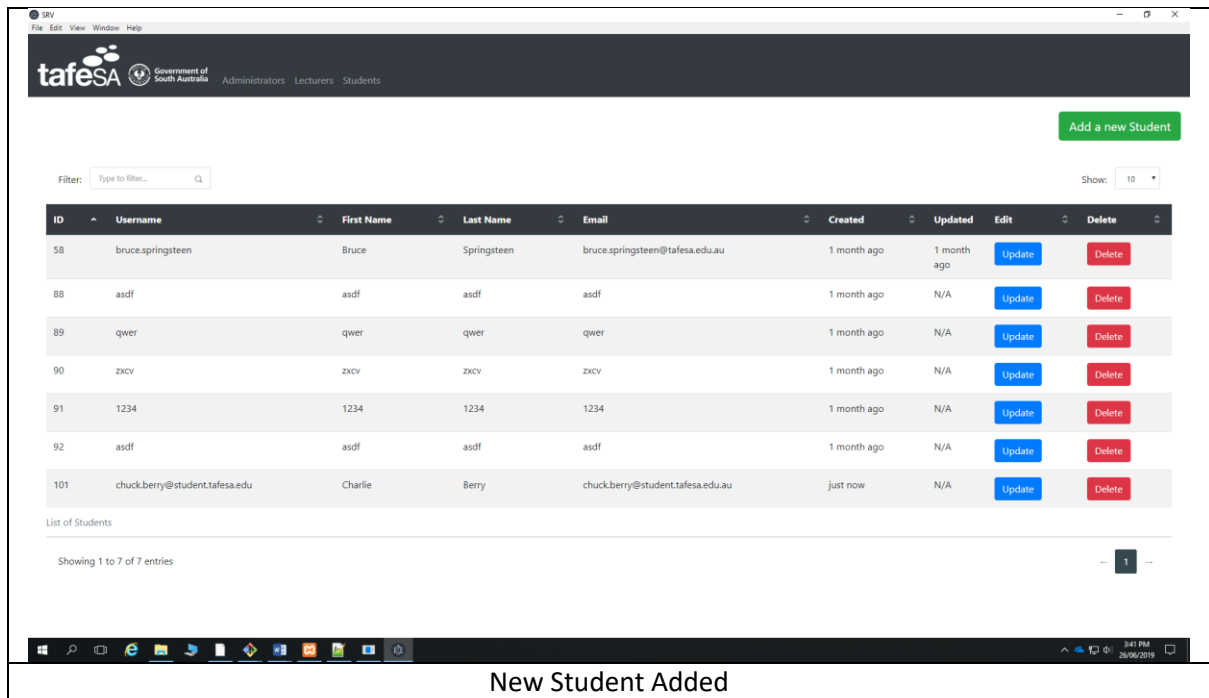 SRV
File Edit View Window Help
tafeSA Government of South Australia Administrators Lecturers Students
Add a new Student
Filter: Type to filter... Show: 10
ID Username First Name Last Name Email Created Updated Edit Delete
58 bruce.springsteen Bruce Springsteen bruce.springsteen@tafesa.edu.au 1 month ago 1 month ago Update Delete
88 asdf asdf asdf asdf 1 month ago N/A Update Delete
89 qwer qwer qwer qwer 1 month ago N/A Update Delete
90 zxcv zxcv zxcv zxcv 1 month ago N/A Update Delete
91 1234 1234 1234 1234 1 month ago N/A Update Delete
92 asdf asdf asdf asdf 1 month ago N/A Update Delete
101 chuck.berry@student.tafesa.edu Charlie Berry chuck.berry@student.tafesa.edu.au just now N/A Update Delete
List of Students
Showing 1 to 7 of 7 entries ← 1 →
3:41 PM
26/06/2019
New Student Added